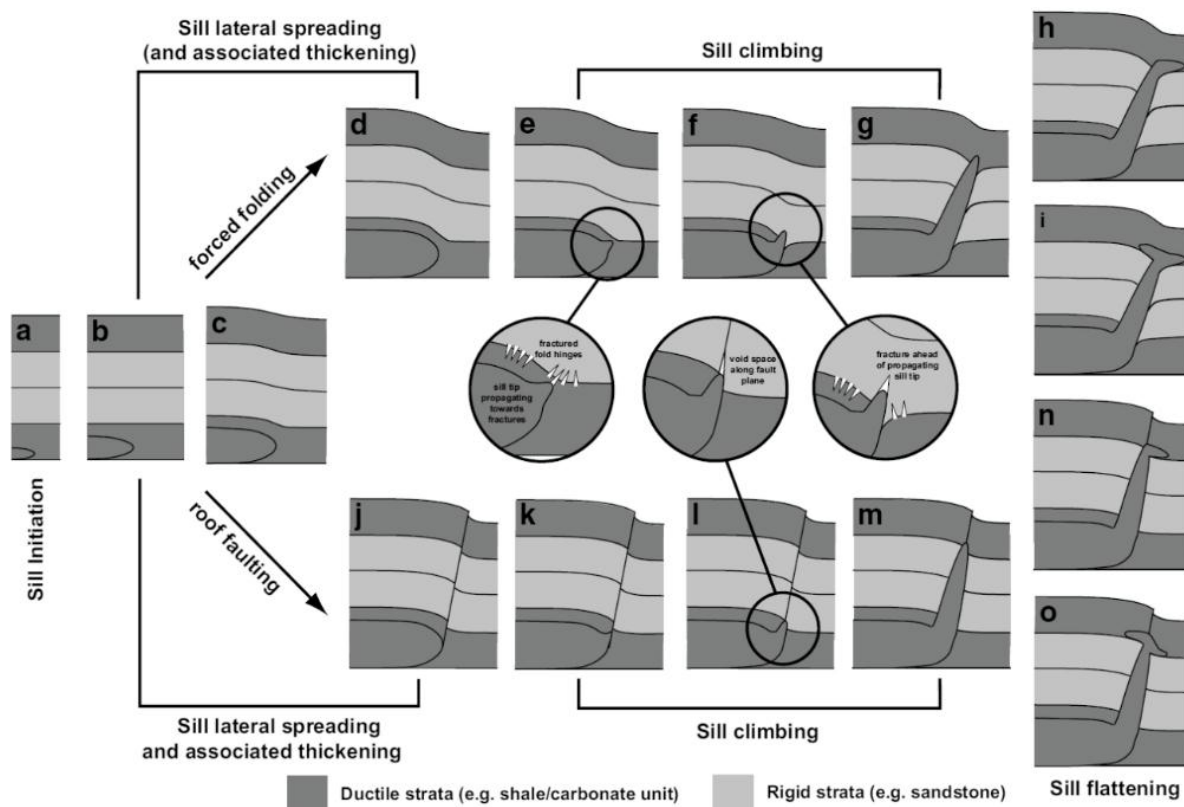 Sill lateral spreading
(and associated thickening)
Sill climbing
h
d
e
f
g
forced folding
i
a
b
c
fractured
fold hinges
sill tip
propagating
towards
fractures
void space
along fault
plane
fracture ahead
of propagating
sill tip
n
Sill Initiation
roof faulting
j
k
l
m
o
Sill lateral spreading
and associated thickening
Sill climbing
Ductile strata (e.g. shale/carbonate unit)
Rigid strata (e.g. sandstone)
Sill flattening